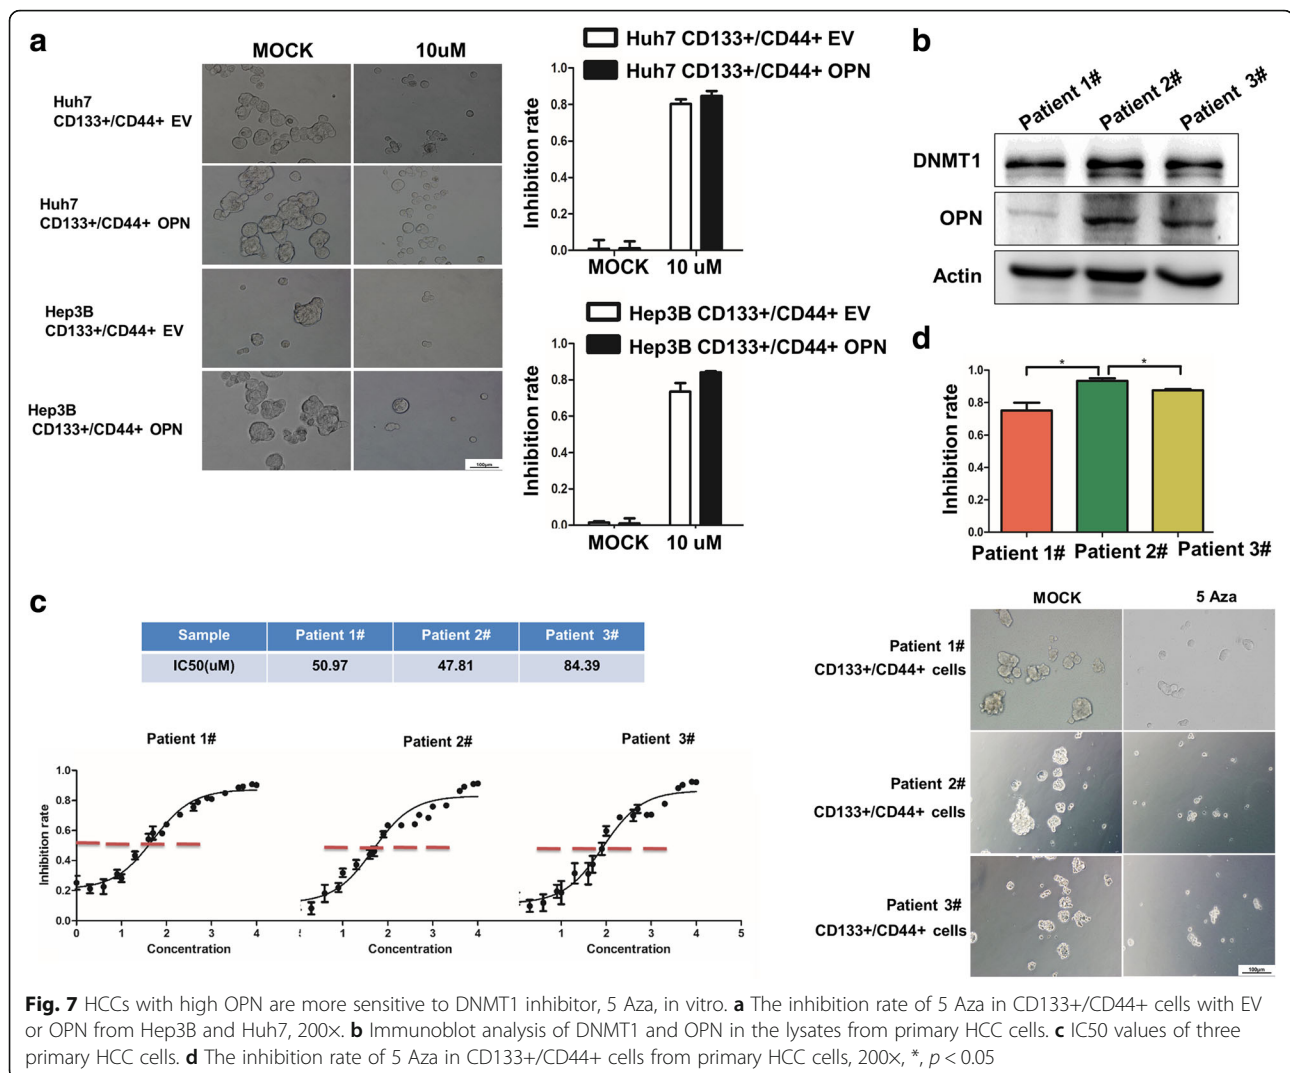 a
MOCK 10uM
Huh7
CD133+/CD44+ EV
Huh7
CD133+/CD44+ OPN
Hep3B
CD133+/CD44+ EV
Hep3B
CD133+/CD44+ OPN
100μm
Huh7 CD133+/CD44+ EV
Huh7 CD133+/CD44+ OPN
Inhibition rate
1.0
0.8
0.6
0.4
0.2
0.0
MOCK 10 uM
Hep3B CD133+/CD44+ EV
Hep3B CD133+/CD44+ OPN
Inhibition rate
1.0
0.8
0.6
0.4
0.2
0.0
MOCK 10 uM
b
Patient 1# Patient 2# Patient 3#
DNMT1
OPN
Actin
d
* *
Inhibition rate
1.0
0.8
0.6
0.4
0.2
0.0
Patient 1# Patient 2# Patient 3#
MOCK 5 Aza
Patient 1#
CD133+/CD44+ cells
Patient 2#
CD133+/CD44+ cells
Patient 3#
CD133+/CD44+ cells
100μm
c
Sample Patient 1# Patient 2# Patient 3#
IC50(uM) 50.97 47.81 84.39
Patient 1# Patient 2# Patient 3#
Inhibition rate
1.0
0.8
0.6
0.4
0.2
0.0
0 1 2 3 4 1 2 3 4 1 2 3 4 5
Concentration Concentration Concentration
Fig. 7 HCCs with high OPN are more sensitive to DNMT1 inhibitor, 5 Aza, in vitro. a The inhibition rate of 5 Aza in CD133+/CD44+ cells with EV
or OPN from Hep3B and Huh7, 200×. b Immunoblot analysis of DNMT1 and OPN in the lysates from primary HCC cells. c IC50 values of three
primary HCC cells. d The inhibition rate of 5 Aza in CD133+/CD44+ cells from primary HCC cells, 200×, *, p < 0.05